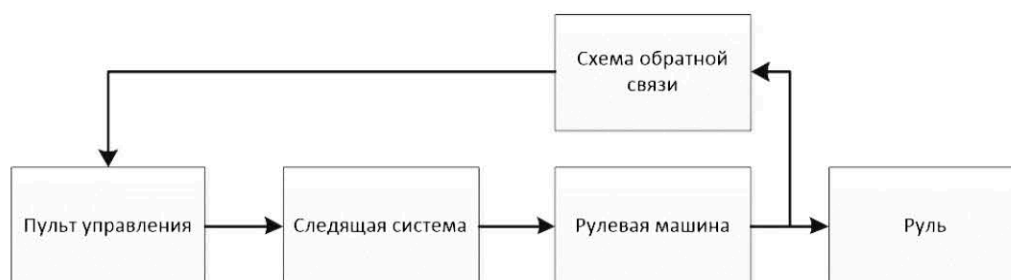 Схема обратной
связи
Пульт управления
Следящая система
Рулевая машина
Руль